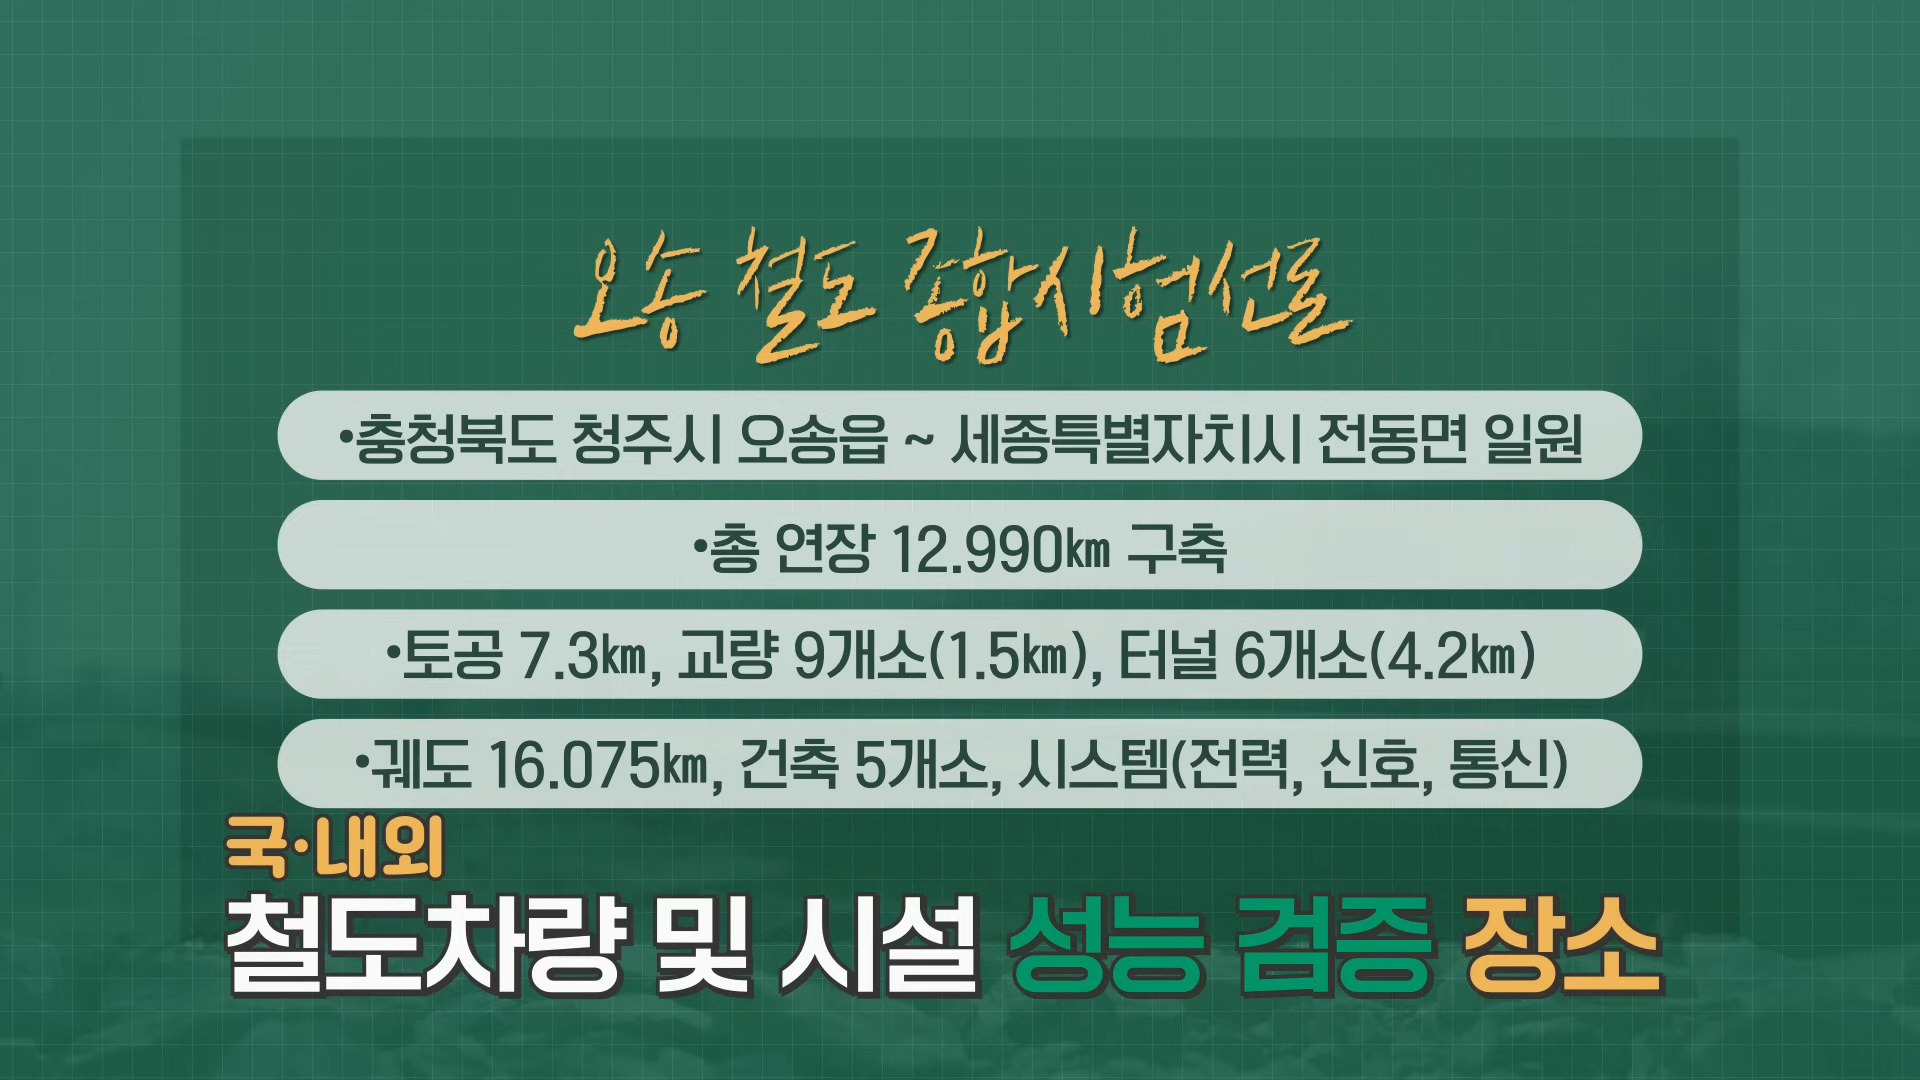 오송 철도 종합시험선로
•충청북도 청주시 오송읍 ~ 세종특별자치시 전동면 일원
•총 연장 12.990㎞ 구축
•토공 7.3㎞, 교량 9개소(1.5㎞), 터널 6개소(4.2㎞)
•궤도 16.075㎞, 건축 5개소, 시스템(전력, 신호, 통신)
국·내외
철도차량 및 시설 성능 검증 장소